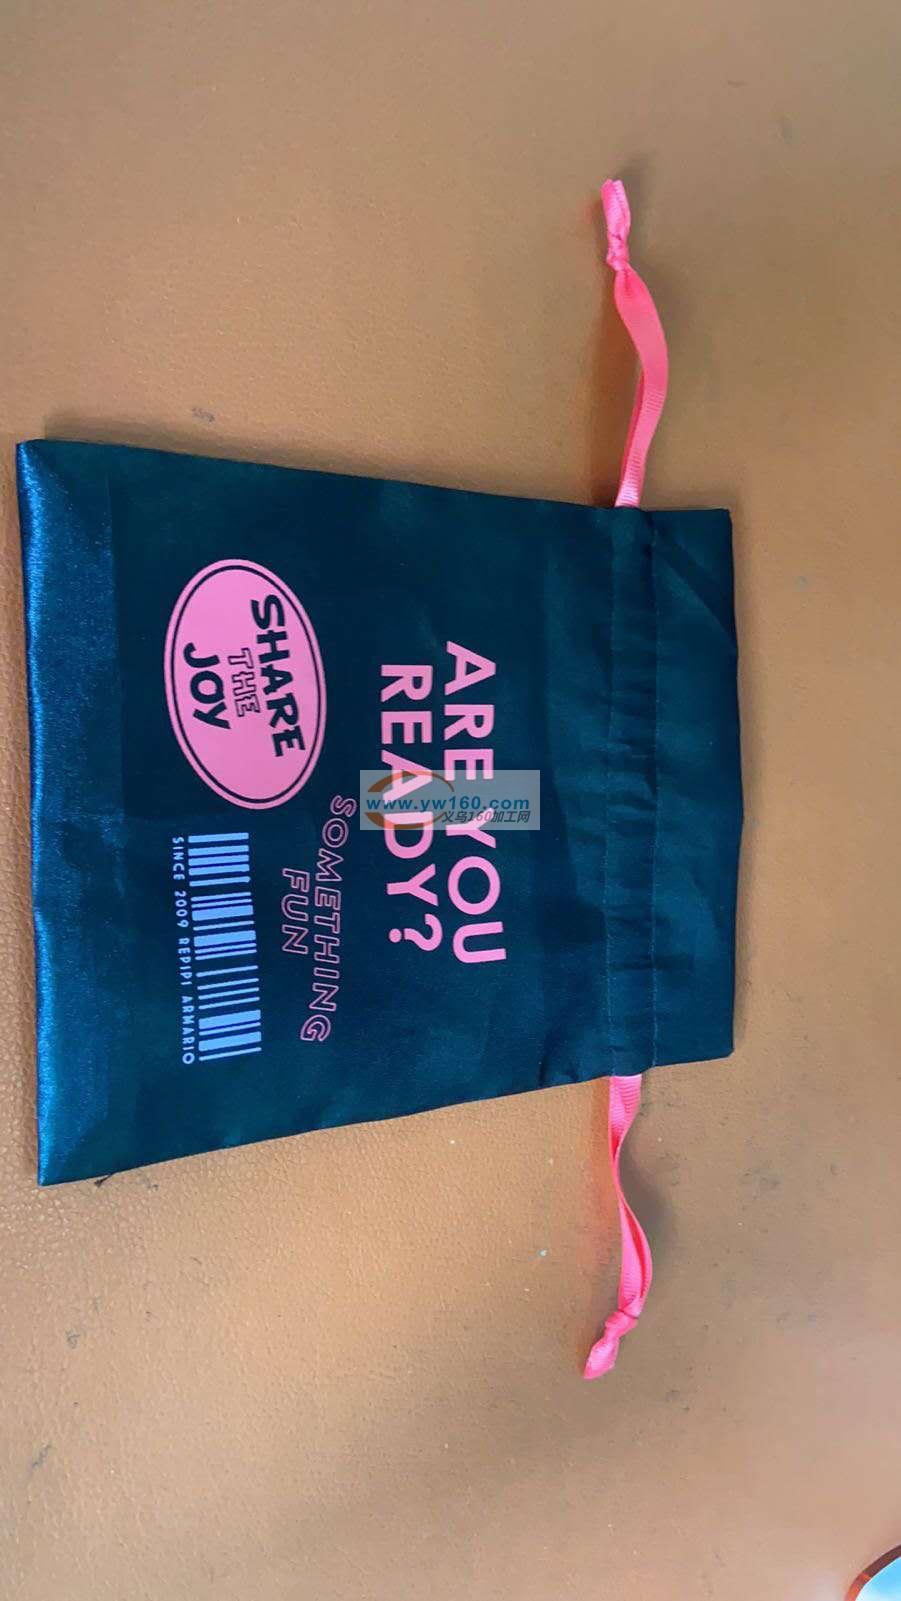 ARE YOU
READY?
SOMETHING
FUN
SHARE
THE
JOY
SINCE 2009 REPIPI ARMARIO
www.yw160.com
义乌160加工网